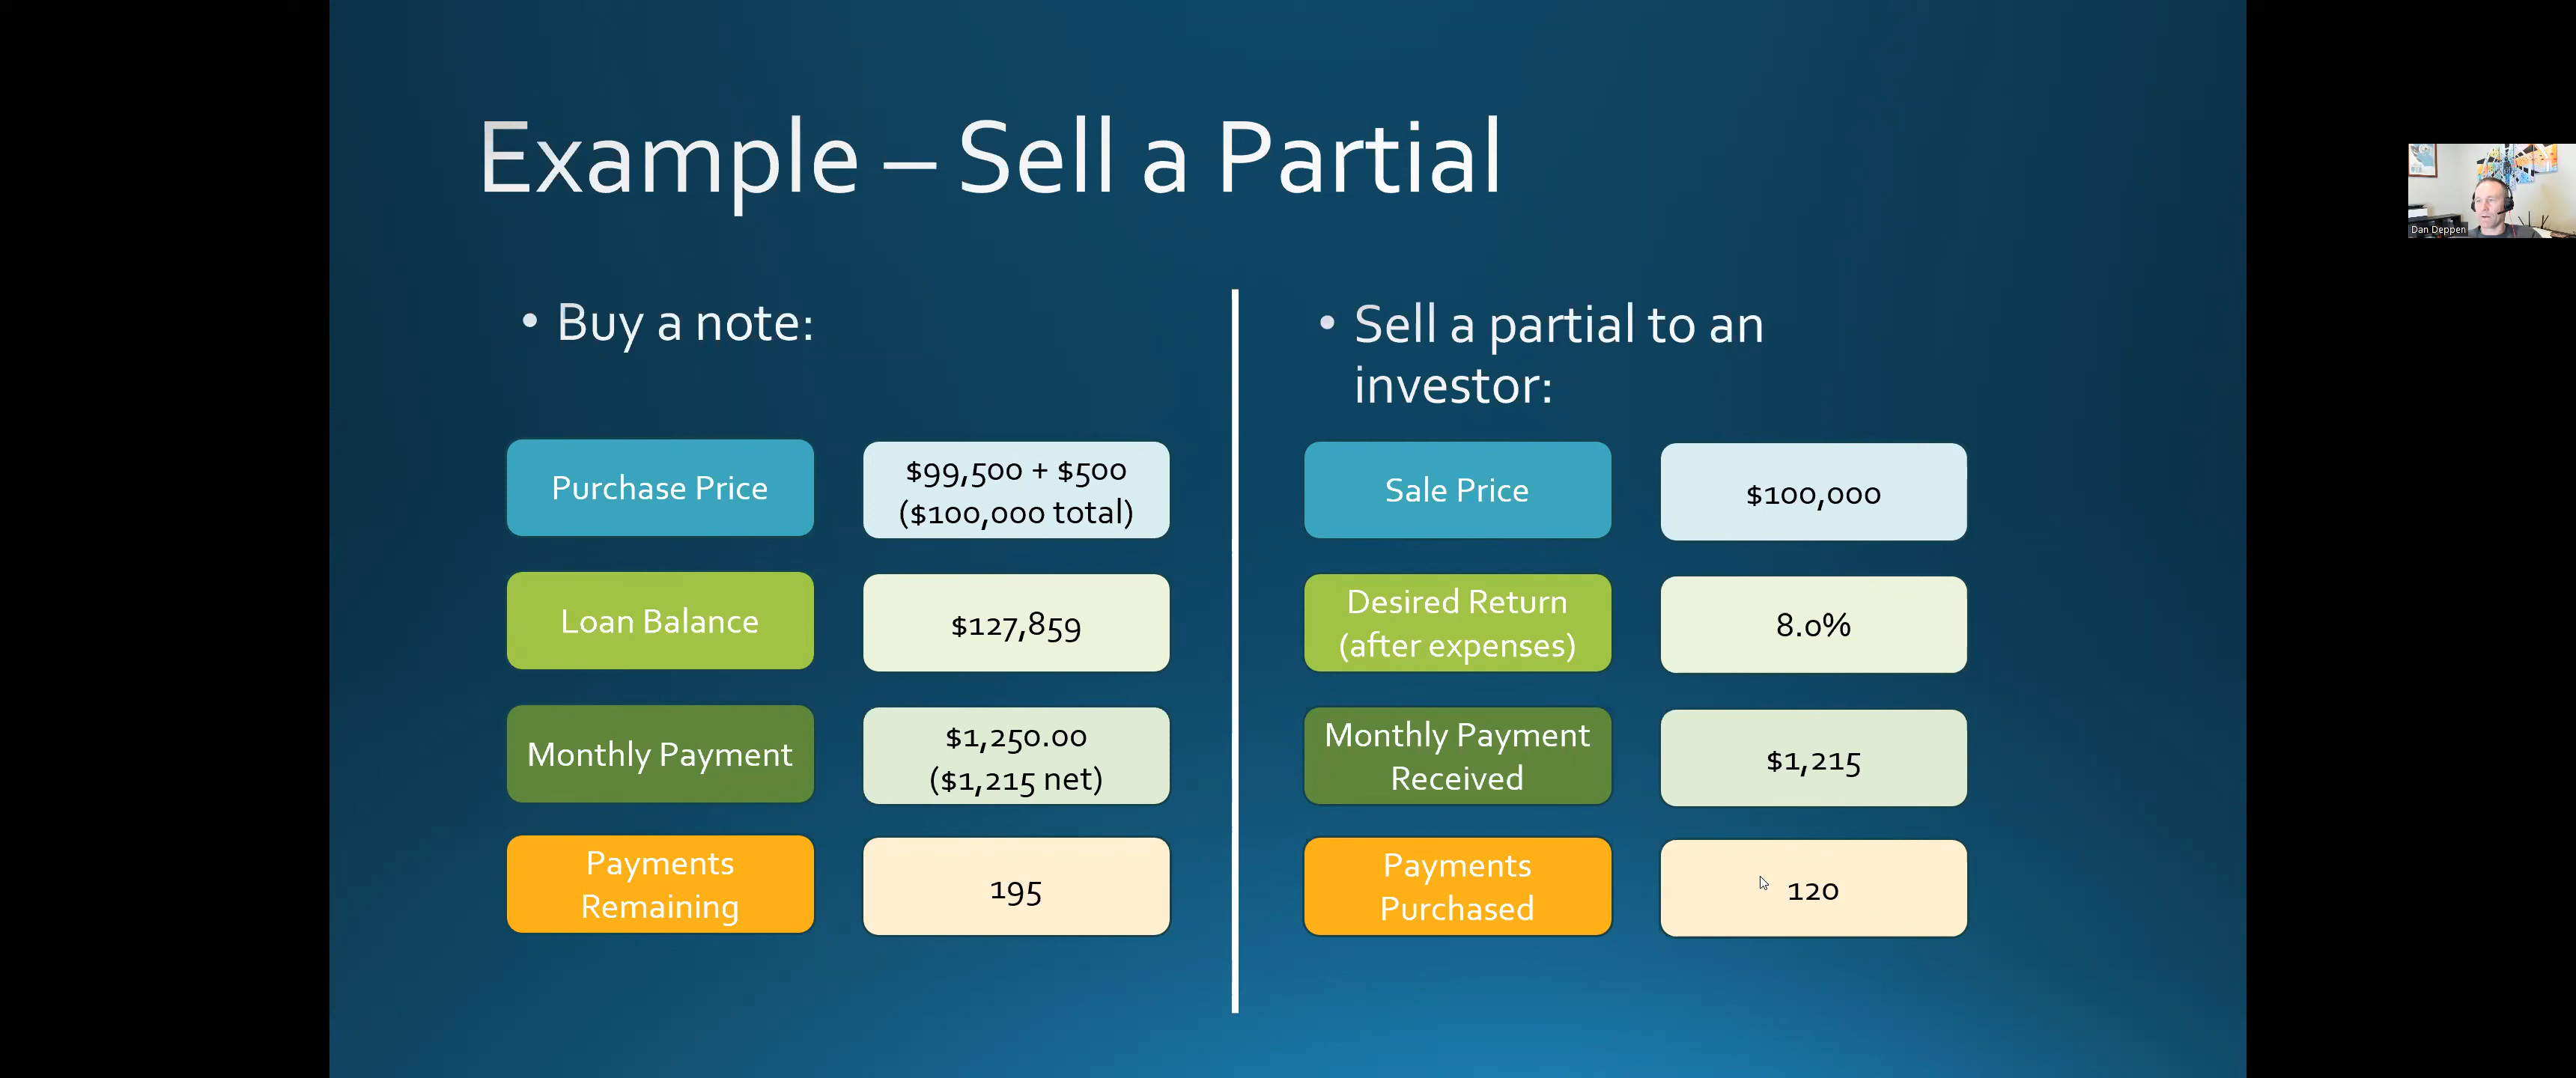 Example – Sell a Partial
• Buy a note:
Purchase Price
$99,500 + $500
($100,000 total)
Loan Balance
$127,859
Monthly Payment
$1,250.00
($1,215 net)
Payments
Remaining
195
• Sell a partial to an
investor:
Sale Price
$100,000
Desired Return
(after expenses)
8.0%
Monthly Payment
Received
$1,215
Payments
Purchased
120
Dan Deppen